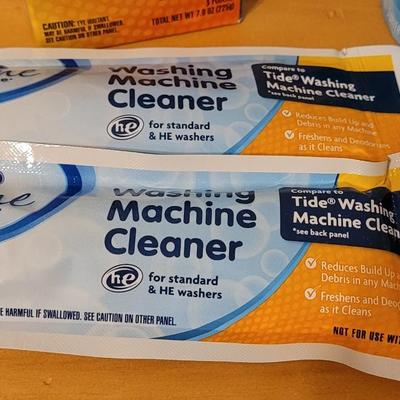 CAUTION: EYE IRRITANT
MAY BE HARMFUL IF SWALLOWED.
SEE CAUTION ON OTHER PANEL.
TOTAL NET WT 7.9 OZ (225g)
Washing
Machine
Cleaner
he for standard
& HE washers
Compare to
Tide® Washing
Machine Cleaner
*see back panel
Reduces Build Up and
Debris in any Machine
Freshens and Deodorizes
as it Cleans
Washing
Machine
Cleaner
he for standard
& HE washers
Compare to
Tide® Washing
Machine Cleaner
*see back panel
Reduces Build Up
Debris in any Mach
Freshens and Deo
as it Cleans
HARMFUL IF SWALLOWED. SEE CAUTION ON OTHER PANEL.
NOT FOR USE WIT